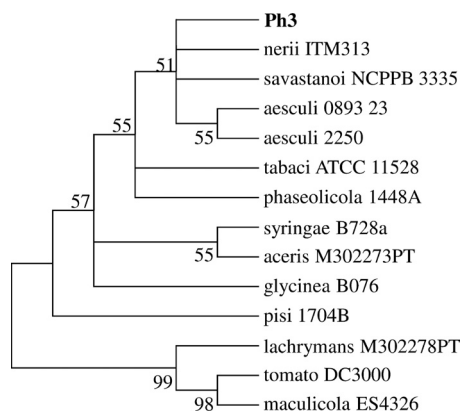 Ph3
nerii ITM313
51
savastanoi NCPPB 3335
aesculi 0893 23
55
55
aesculi 2250
tabaci ATCC 11528
57
phaseolicola 1448A
syringae B728a
55
aceris M302273PT
glycinea B076
pisi 1704B
lachrymans M302278PT
99
tomato DC3000
98
maculicola ES4326